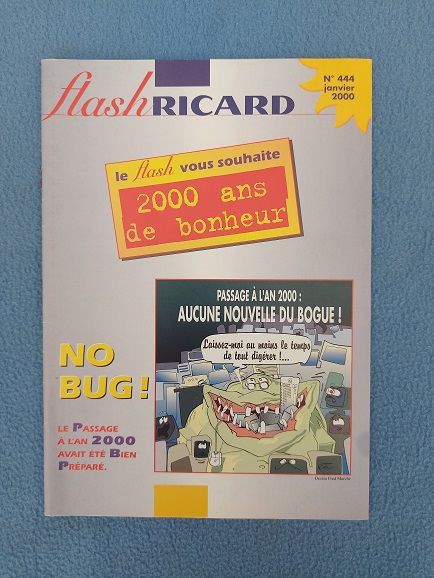 flash RICARD
N° 444
janvier
2000
le flash vous souhaite
2000 ans
de bonheur
PASSAGE À L'AN 2000 :
AUCUNE NOUVELLE DU BOGUE !
Laissez-moi au moins le temps
de tout digérer !...
NO
BUG !
LE PASSAGE
À L'AN 2000
AVAIT ÉTÉ BIEN
PRÉPARÉ.
Dessin Fred